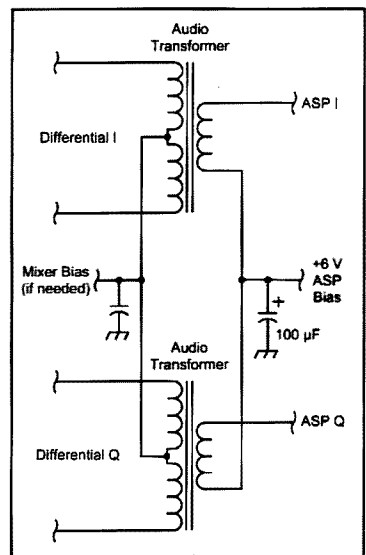 Audio
Transformer
ASP I
Differential I
Mixer Bias
(if needed)
+6 V
ASP
Bias
+
100 µF
Audio
Transformer
ASP Q
Differential Q